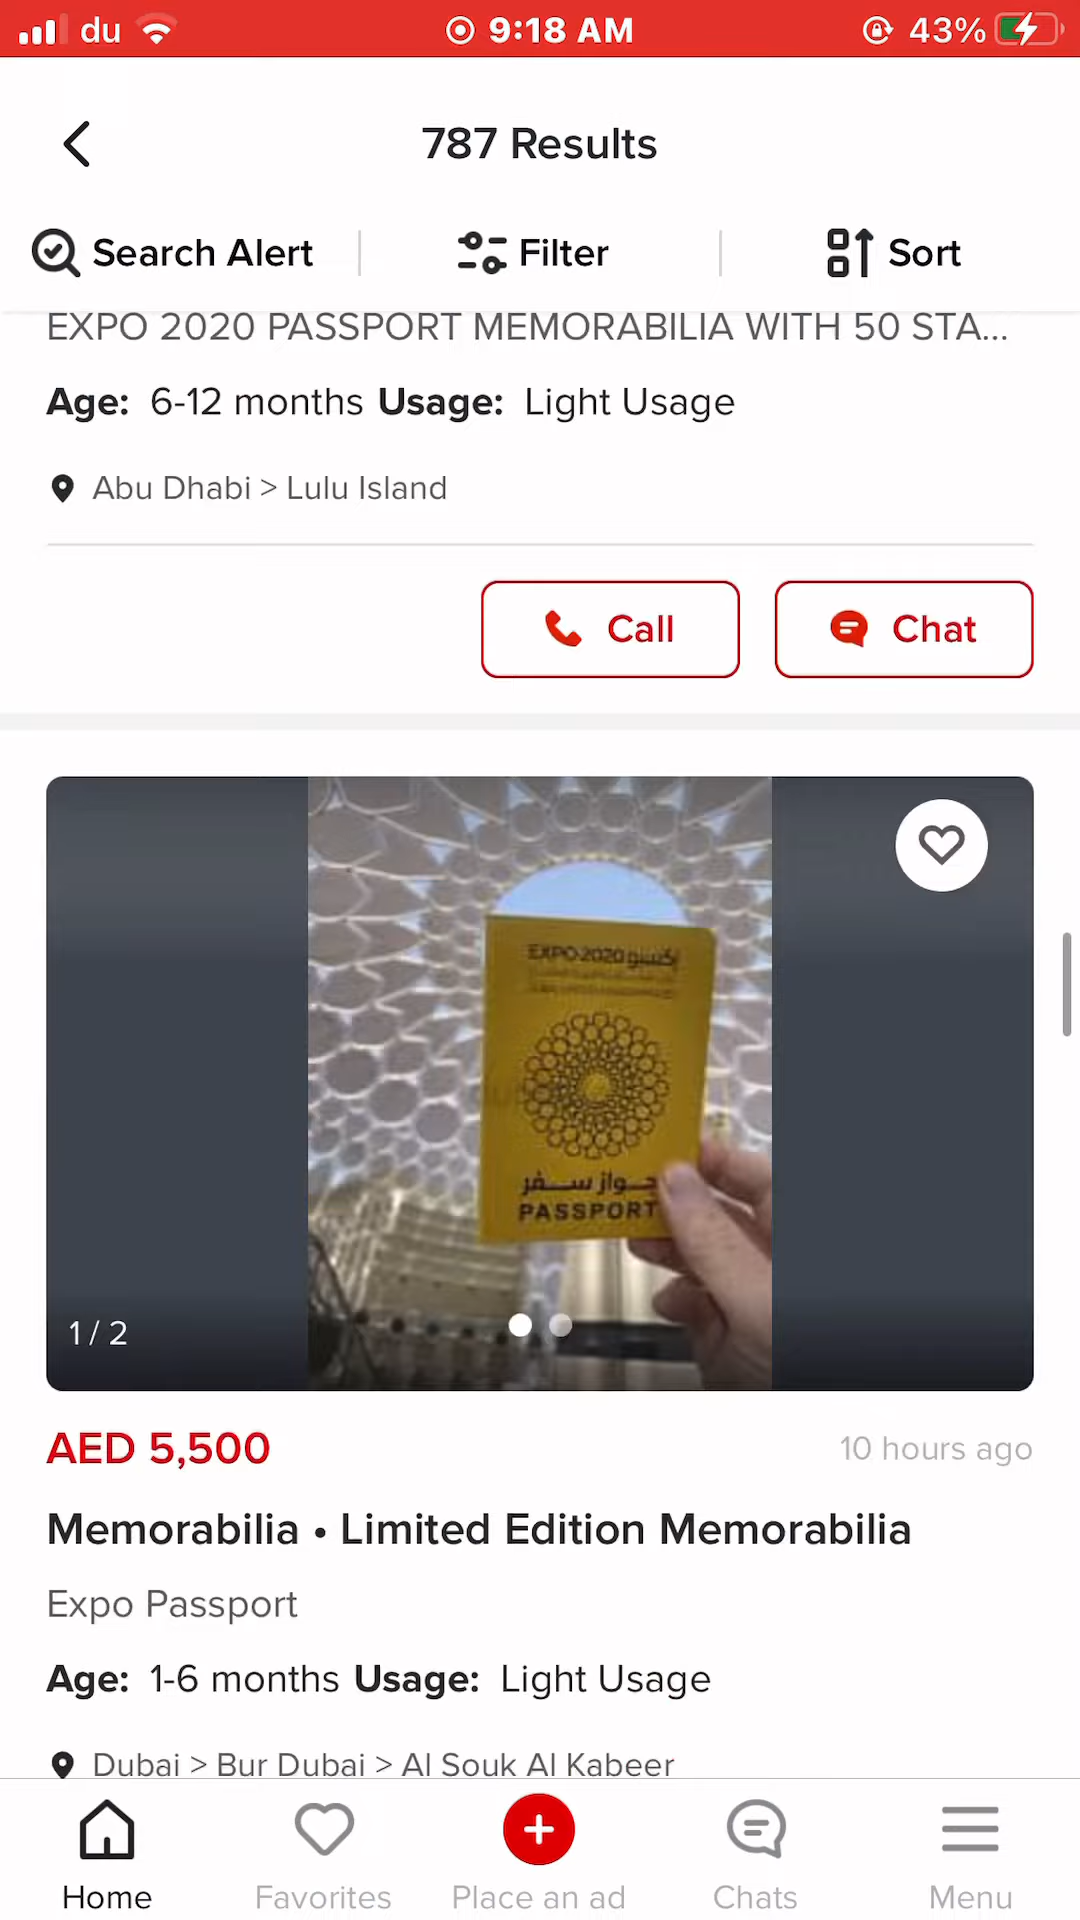 du 9:18 AM 43%
787 Results
Search Alert Filter Sort
EXPO 2020 PASSPORT MEMORABILIA WITH 50 STA...
Age: 6-12 months Usage: Light Usage
Abu Dhabi > Lulu Island
Call Chat
EXPO 2020 إكسبو
جواز سفر
PASSPORT
1 / 2
AED 5,500 10 hours ago
Memorabilia • Limited Edition Memorabilia
Expo Passport
Age: 1-6 months Usage: Light Usage
Dubai > Bur Dubai > Al Souk Al Kabeer
Home Favorites Place an ad Chats Menu